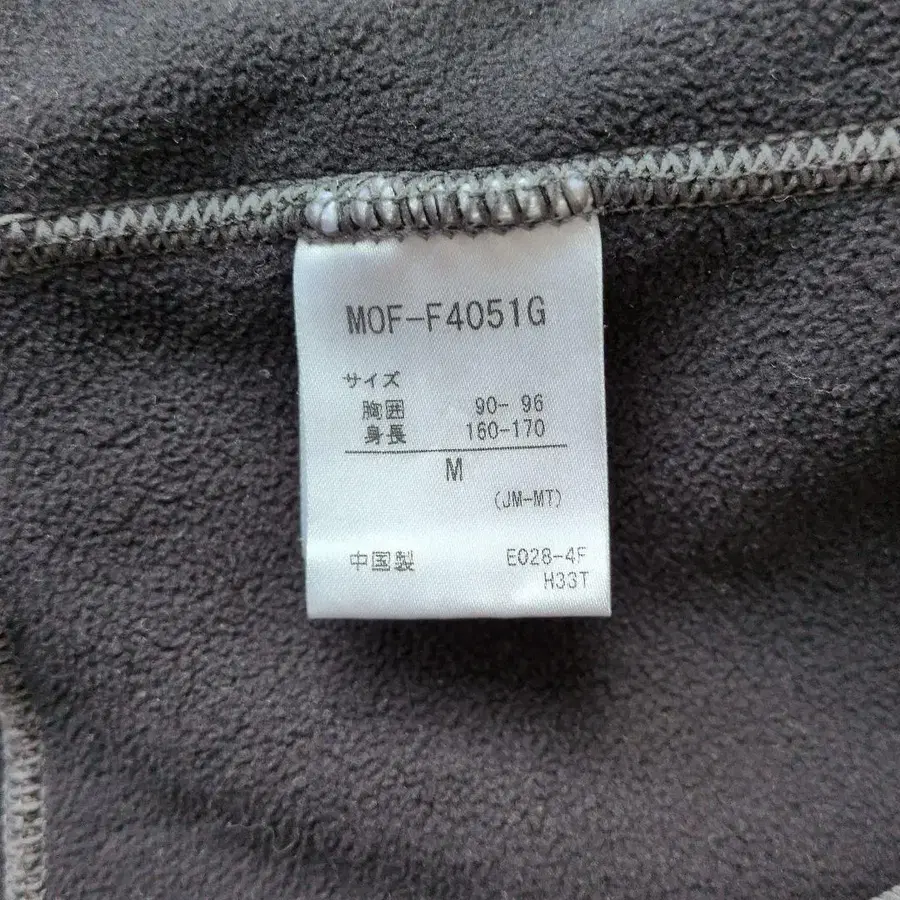 MOF-F4051G
サイズ
胸囲 90- 96
身長 160-170
M
(JM-MT)
中国製 E028-4F
H33T